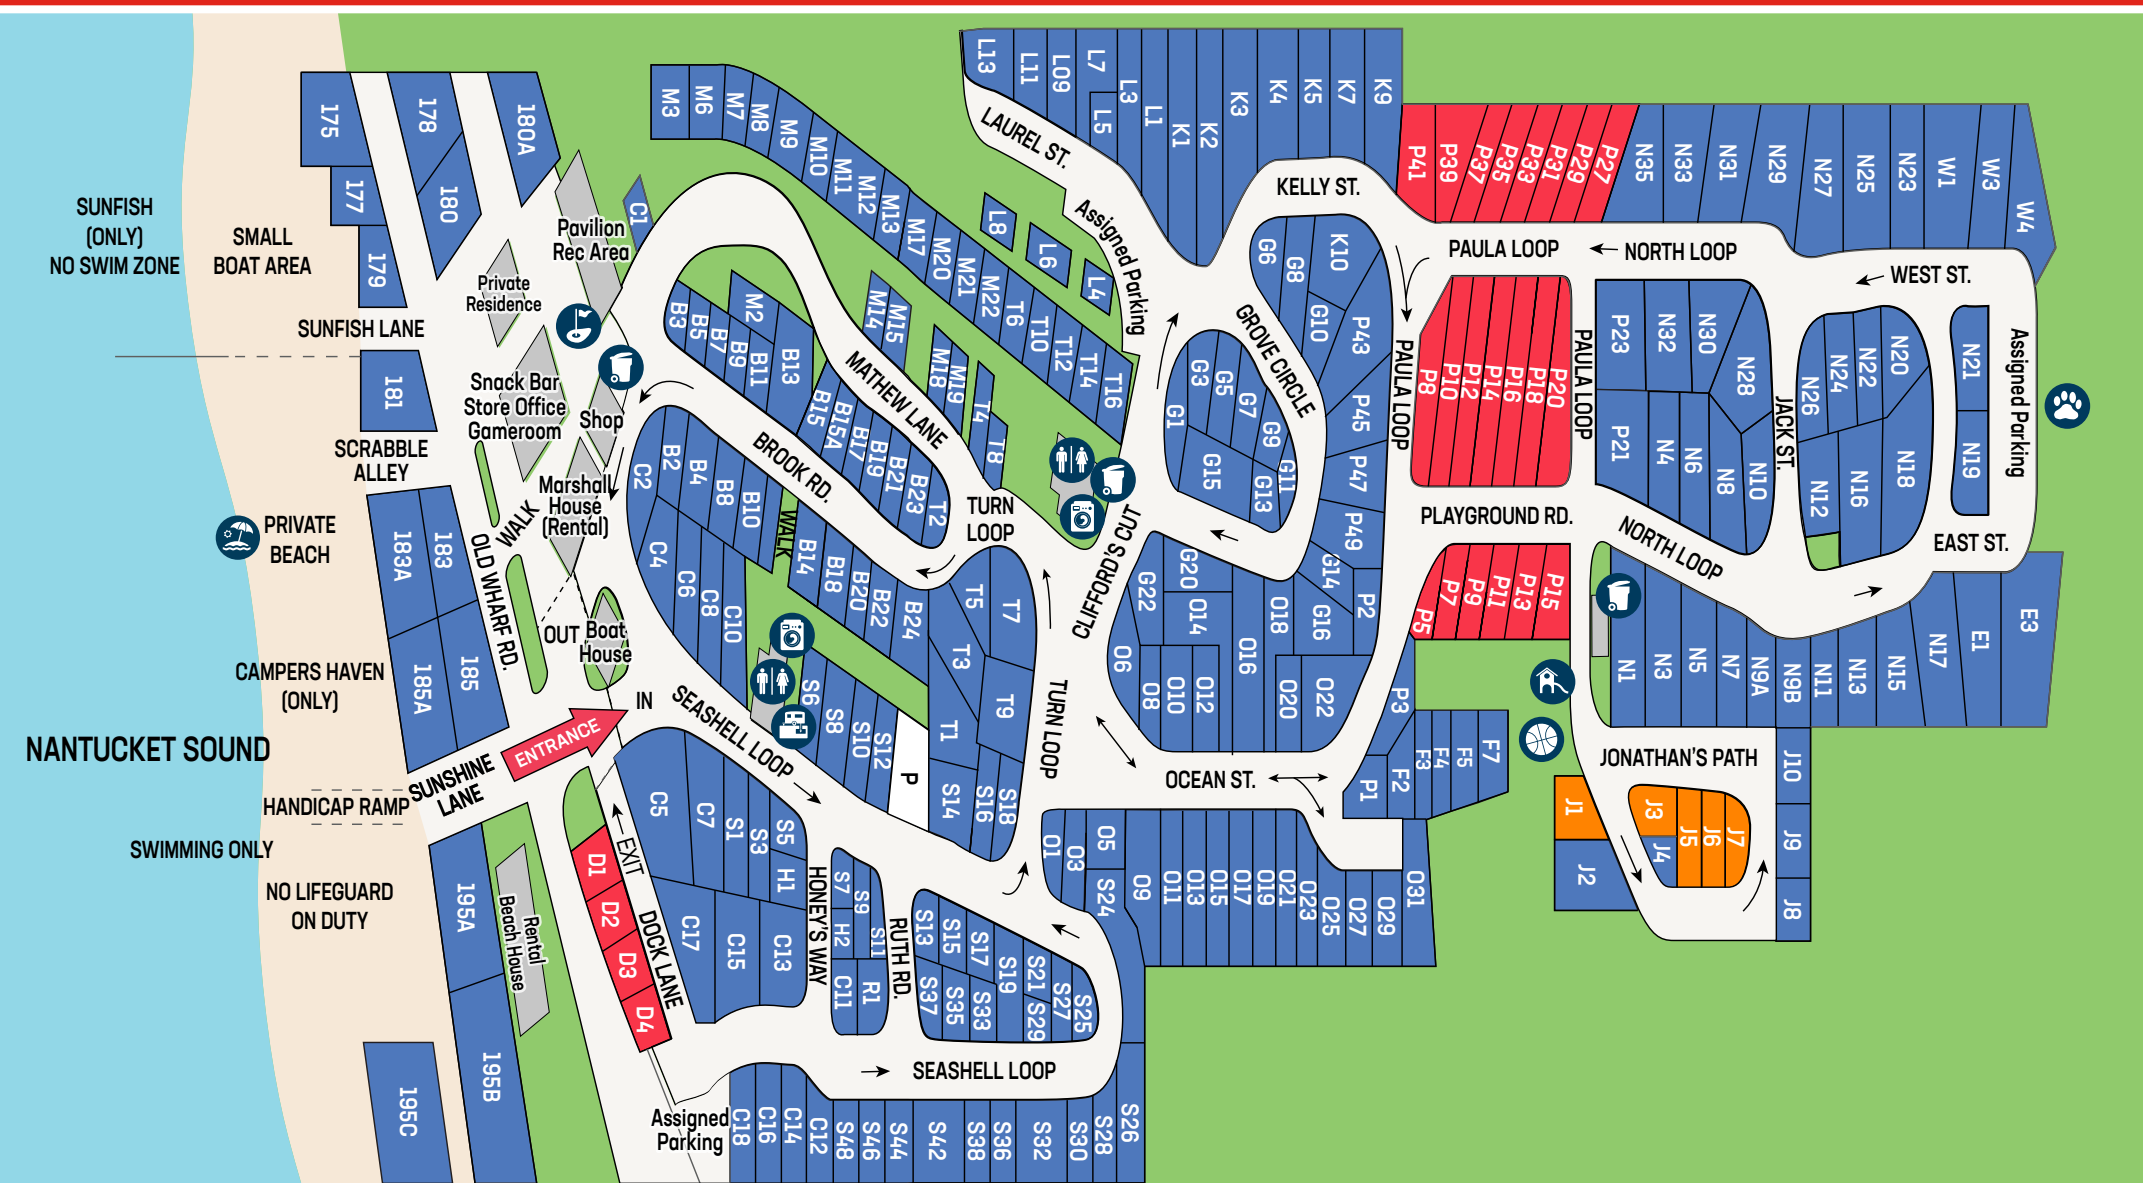 SUNFISH
(ONLY)
NO SWIM ZONE
SMALL
BOAT AREA
SUNFISH LANE
SCRABBLE
ALLEY
PRIVATE
BEACH
CAMPERS HAVEN
(ONLY)
NANTUCKET SOUND
HANDICAP RAMP
SWIMMING ONLY
NO LIFEGUARD
ON DUTY
175
177
178
179
180
180A
181
183A
183
185A
185
195A
195B
195C
Pavilion
Rec Area
Private
Residence
Snack Bar
Store Office
Gameroom
Shop
Marshall
House
(Rental)
WALK
OLD WHARF RD.
OUT
Boat
House
IN
ENTRANCE
SUNSHINE
LANE
EXIT
DOCK LANE
Rental
Beach House
D1
D2
D3
D4
Assigned
Parking
C1
M3
M6
M7
M8
M9
M10
M11
M12
M13
M17
M20
M21
M22
T6
T10
T12
T14
T16
L8
L6
L4
Assigned Parking
LAUREL ST.
L13
L11
L09
L7
L5
L3
L1
K1
K2
K3
K4
K5
K7
K9
KELLY ST.
P41
P39
P37
P35
P33
P31
P29
P27
N35
N33
N31
N29
N27
N25
N23
W1
W3
W4
PAULA LOOP
NORTH LOOP
WEST ST.
M2
B3
B5
B7
B9
B11
B13
B15
B15A
B17
B19
B21
B23
T2
M14
M15
M18
M19
T4
T8
MATHEW LANE
BROOK RD.
TURN
LOOP
C2
B2
B4
B8
B10
WALK
C4
C6
C8
C10
B14
B18
B20
B22
B24
T5
T7
T3
T9
T1
S6
S8
S10
S12
P
S14
S16
S18
SEASHELL LOOP
TURN LOOP
CLIFFORD'S CUT
G6
G8
K10
G10
P43
P45
P47
P49
GROVE CIRCLE
G1
G3
G5
G7
G9
G11
G13
G15
PAULA LOOP
P8
P10
P12
P14
P16
P18
P20
PAULA LOOP
P23
N32
N30
N28
P21
N4
N6
N8
N10
JACK ST.
N26
N24
N22
N20
N12
N16
N18
N21
N19
Assigned Parking
EAST ST.
PLAYGROUND RD.
NORTH LOOP
P5
P7
P9
P11
P13
P15
G20
G22
G14
G16
P2
O6
O8
O10
O12
O14
O16
O18
O20
O22
P3
P1
F2
F3
F4
F5
F7
OCEAN ST.
N1
N3
N5
N7
N9A
N9B
N11
N13
N15
N17
E1
E3
JONATHAN'S PATH
J1
J2
J3
J4
J5
J6
J7
J10
J9
J8
C5
C7
S1
S3
S5
H1
C17
C15
C13
HONEY'S WAY
S7
S9
H2
S11
C11
R1
RUTH RD.
S13
S15
S17
S19
S21
S27
S25
S37
S35
S33
S29
SEASHELL LOOP
O1
O3
O5
S24
O9
O11
O13
O15
O17
O19
O21
O23
O25
O27
O29
O31
C18
C16
C14
C12
S48
S46
S44
S42
S38
S36
S32
S30
S28
S26